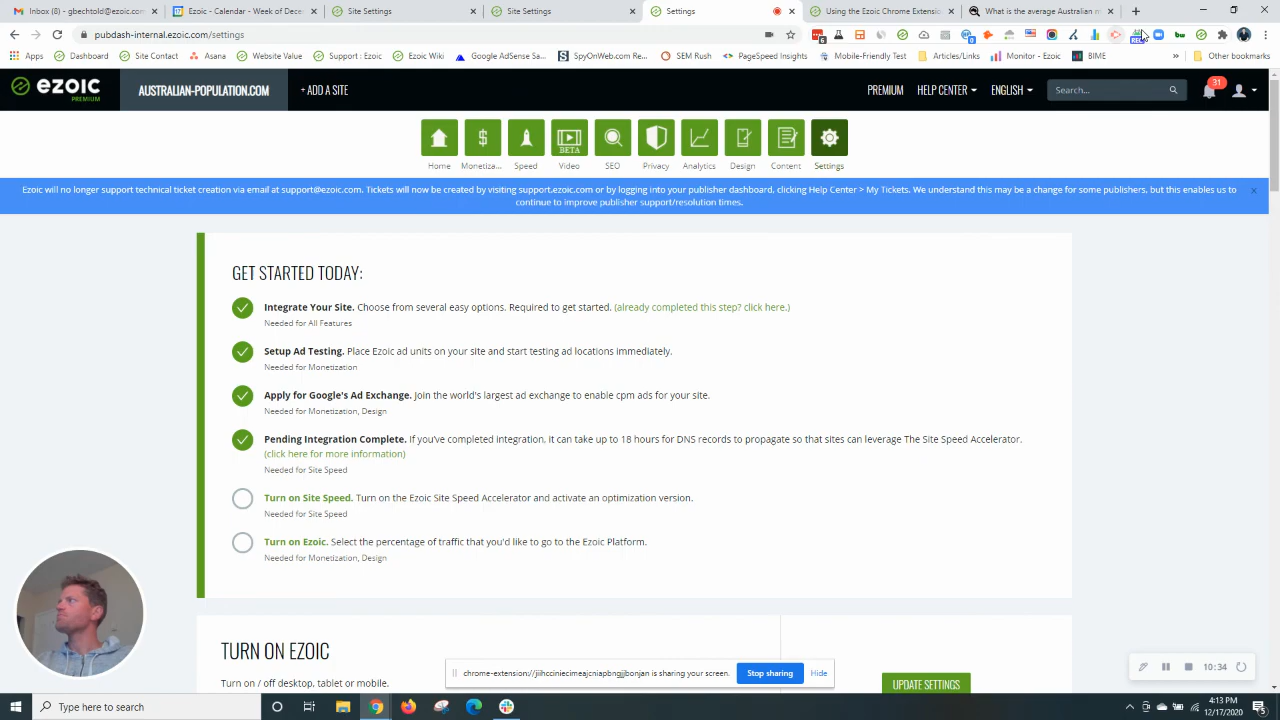 Inbox (8) - gbechtold@ezoic.com
Ezoic - Calendar - Week of Dece
Site Settings
Site Settings
Settings
Using the Ezoic Chrome Extensi
What is the average Australian m
pubdash-internal.ezoic.com/settings
Apps
Dashboard
Site Contact
Asana
Website Value
Support : Ezoic
Ezoic Wiki
Google AdSense Sa...
SpyOnWeb.com Re...
SEM Rush
PageSpeed Insights
Mobile-Friendly Test
Articles/Links
Monitor - Ezoic
BIME
»
Other bookmarks
ezoic
PREMIUM
AUSTRALIAN-POPULATION.COM
+ ADD A SITE
PREMIUM
HELP CENTER
ENGLISH
Search...
31
BETA
Home
Monetiza...
Speed
Video
SEO
Privacy
Analytics
Design
Content
Settings
Ezoic will no longer support technical ticket creation via email at support@ezoic.com. Tickets will now be created by visiting support.ezoic.com or by logging into your publisher dashboard, clicking Help Center > My Tickets. We understand this may be a change for some publishers, but this enables us to
continue to improve publisher support/resolution times.
GET STARTED TODAY:
Integrate Your Site. Choose from several easy options. Required to get started. (already completed this step? click here.)
Needed for All Features
Setup Ad Testing. Place Ezoic ad units on your site and start testing ad locations immediately.
Needed for Monetization
Apply for Google's Ad Exchange. Join the world's largest ad exchange to enable cpm ads for your site.
Needed for Monetization, Design
Pending Integration Complete. If you've completed integration, it can take up to 18 hours for DNS records to propagate so that sites can leverage The Site Speed Accelerator.
(click here for more information)
Needed for Site Speed
Turn on Site Speed. Turn on the Ezoic Site Speed Accelerator and activate an optimization version.
Needed for Site Speed
Turn on Ezoic. Select the percentage of traffic that you'd like to go to the Ezoic Platform.
Needed for Monetization, Design
TURN ON EZOIC
Turn on / off desktop, tablet or mobile.
UPDATE SETTINGS
chrome-extension://jiihcciniecimeajcniapbngjjbonjan is sharing your screen.
Stop sharing
Hide
10:34
Type here to search
4:13 PM
12/17/2020
5